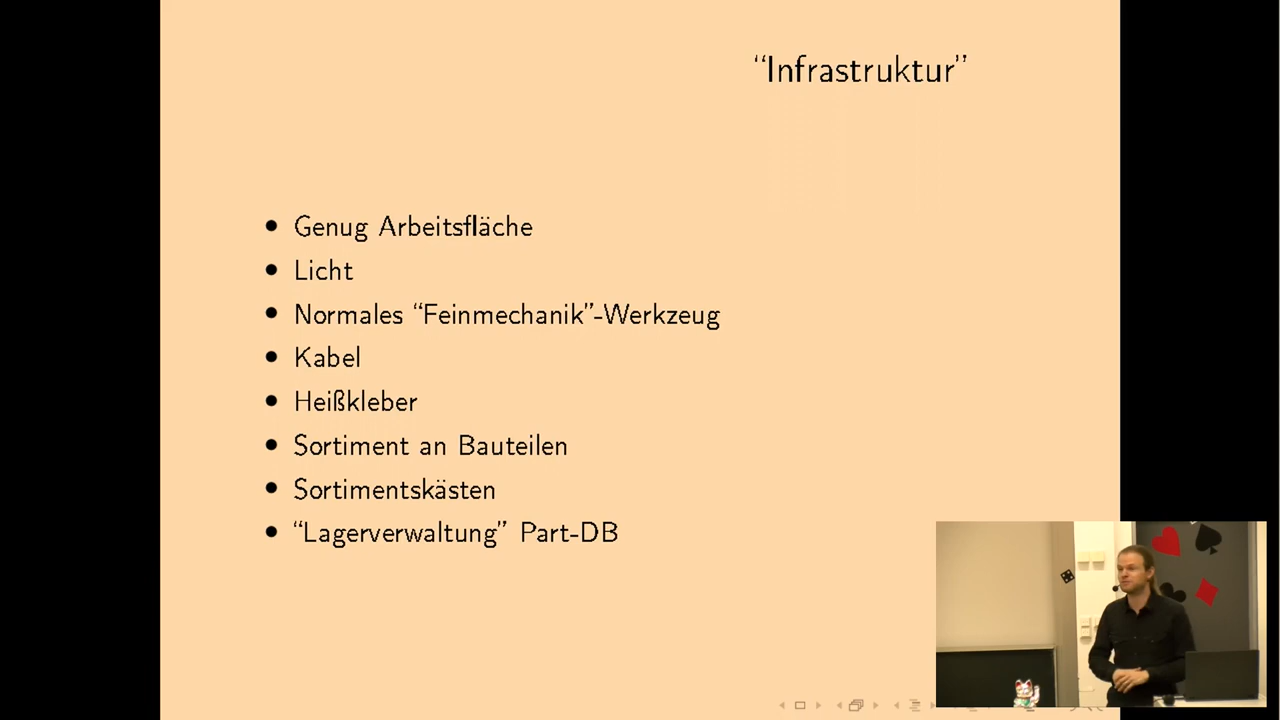 “Infrastruktur”
Genug Arbeitsfläche
Licht
Normales “Feinmechanik”-Werkzeug
Kabel
Heißkleber
Sortiment an Bauteilen
Sortimentskästen
“Lagerverwaltung” Part-DB